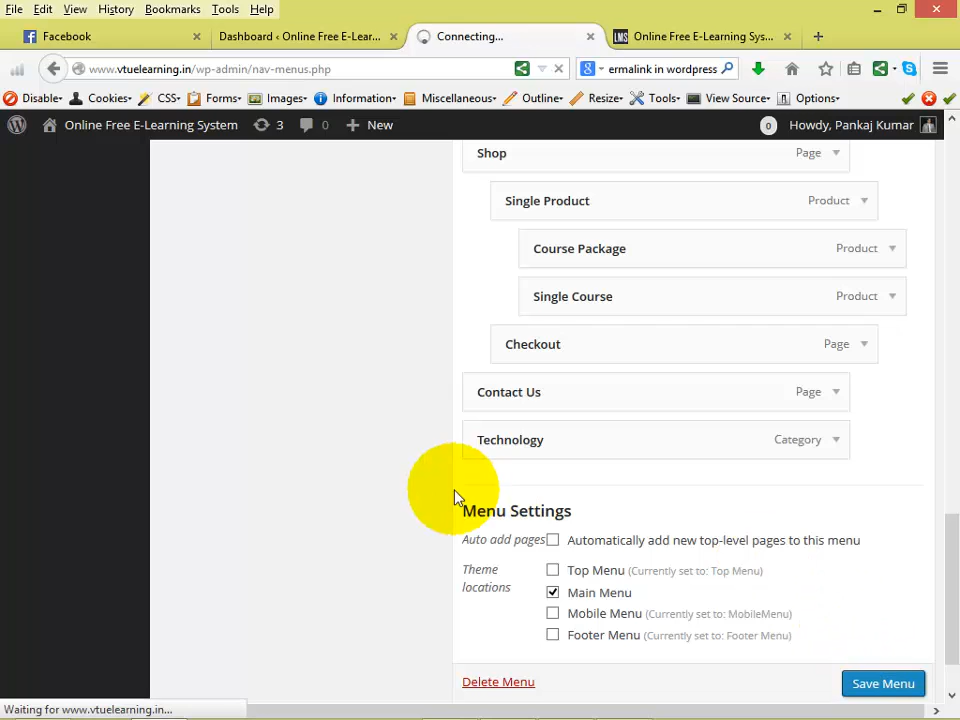 File Edit View History Bookmarks Tools Help
Facebook × Dashboard ‹ Online Free E-Lear... × Connecting... × LMS Online Free E-Learning Sys... × +
www.vtuelearning.in/wp-admin/nav-menus.php ermalink in wordpress
Disable Cookies CSS Forms Images Information Miscellaneous Outline Resize Tools View Source Options
Online Free E-Learning System 3 0 + New 0 Howdy, Pankaj Kumar
Shop Page
Single Product Product
Course Package Product
Single Course Product
Checkout Page
Contact Us Page
Technology Category
Menu Settings
Auto add pages Automatically add new top-level pages to this menu
Theme locations Top Menu (Currently set to: Top Menu)
Main Menu
Mobile Menu (Currently set to: MobileMenu)
Footer Menu (Currently set to: Footer Menu)
Delete Menu Save Menu
Waiting for www.vtuelearning.in...